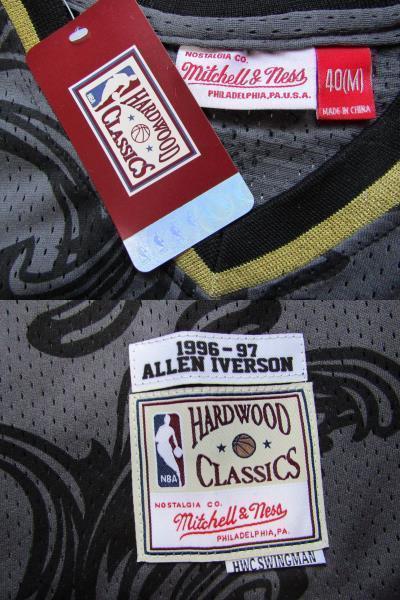 NBA
HARDWOOD
CLASSICS
NOSTALGIA CO.
Mitchell & Ness
PHILADELPHIA, PA. U.S.A.
40(M)
MADE IN CHINA
1996-97
ALLEN IVERSON
NBA
HARDWOOD
CLASSICS
NOSTALGIA CO.
Mitchell & Ness
PHILADELPHIA, PA.
HWC SWINGMAN